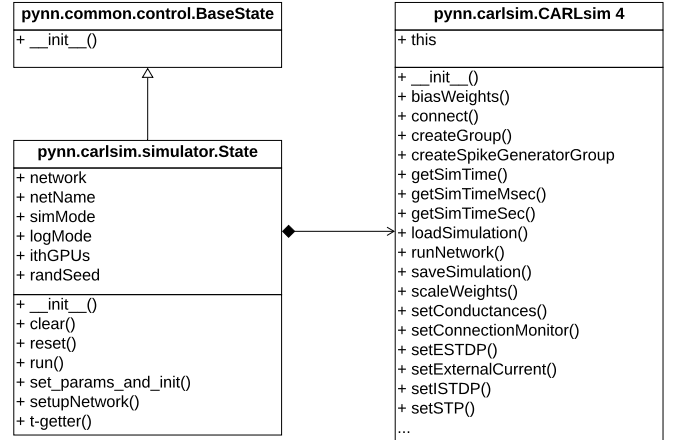 pynn.common.control.BaseState
+ __init__()
pynn.carlsim.simulator.State
+ network
+ netName
+ simMode
+ logMode
+ ithGPUs
+ randSeed
+ __init__()
+ clear()
+ reset()
+ run()
+ set_params_and_init()
+ setupNetwork()
+ t-getter()
pynn.carlsim.CARLsim 4
+ this
+ __init__()
+ biasWeights()
+ connect()
+ createGroup()
+ createSpikeGeneratorGroup
+ getSimTime()
+ getSimTimeMsec()
+ getSimTimeSec()
+ loadSimulation()
+ runNetwork()
+ saveSimulation()
+ scaleWeights()
+ setConductances()
+ setConnectionMonitor()
+ setESTDP()
+ setExternalCurrent()
+ setISTDP()
+ setSTP()
...